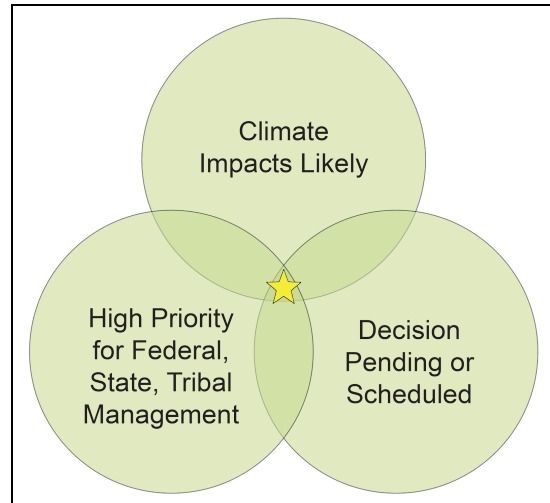 Climate
Impacts Likely
High Priority
for Federal,
State, Tribal
Management
Decision
Pending or
Scheduled